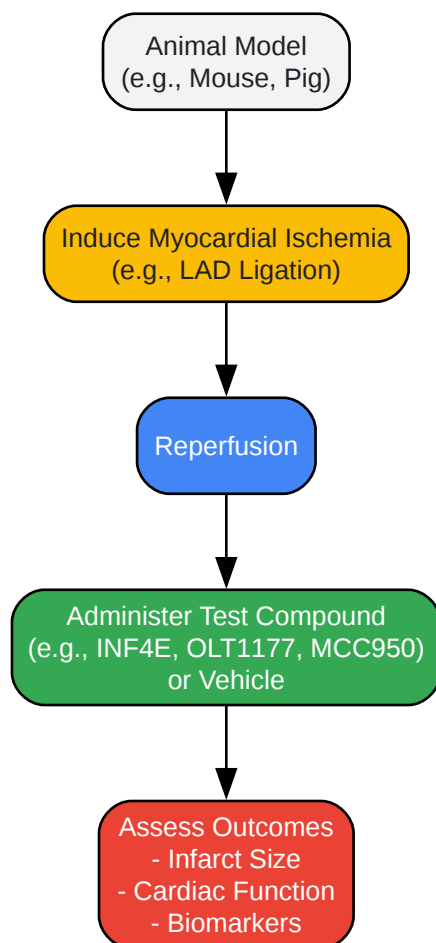 Animal Model
(e.g., Mouse, Pig)
Induce Myocardial Ischemia
(e.g., LAD Ligation)
Reperfusion
Administer Test Compound
(e.g., INF4E, OLT1177, MCC950)
or Vehicle
Assess Outcomes
- Infarct Size
- Cardiac Function
- Biomarkers